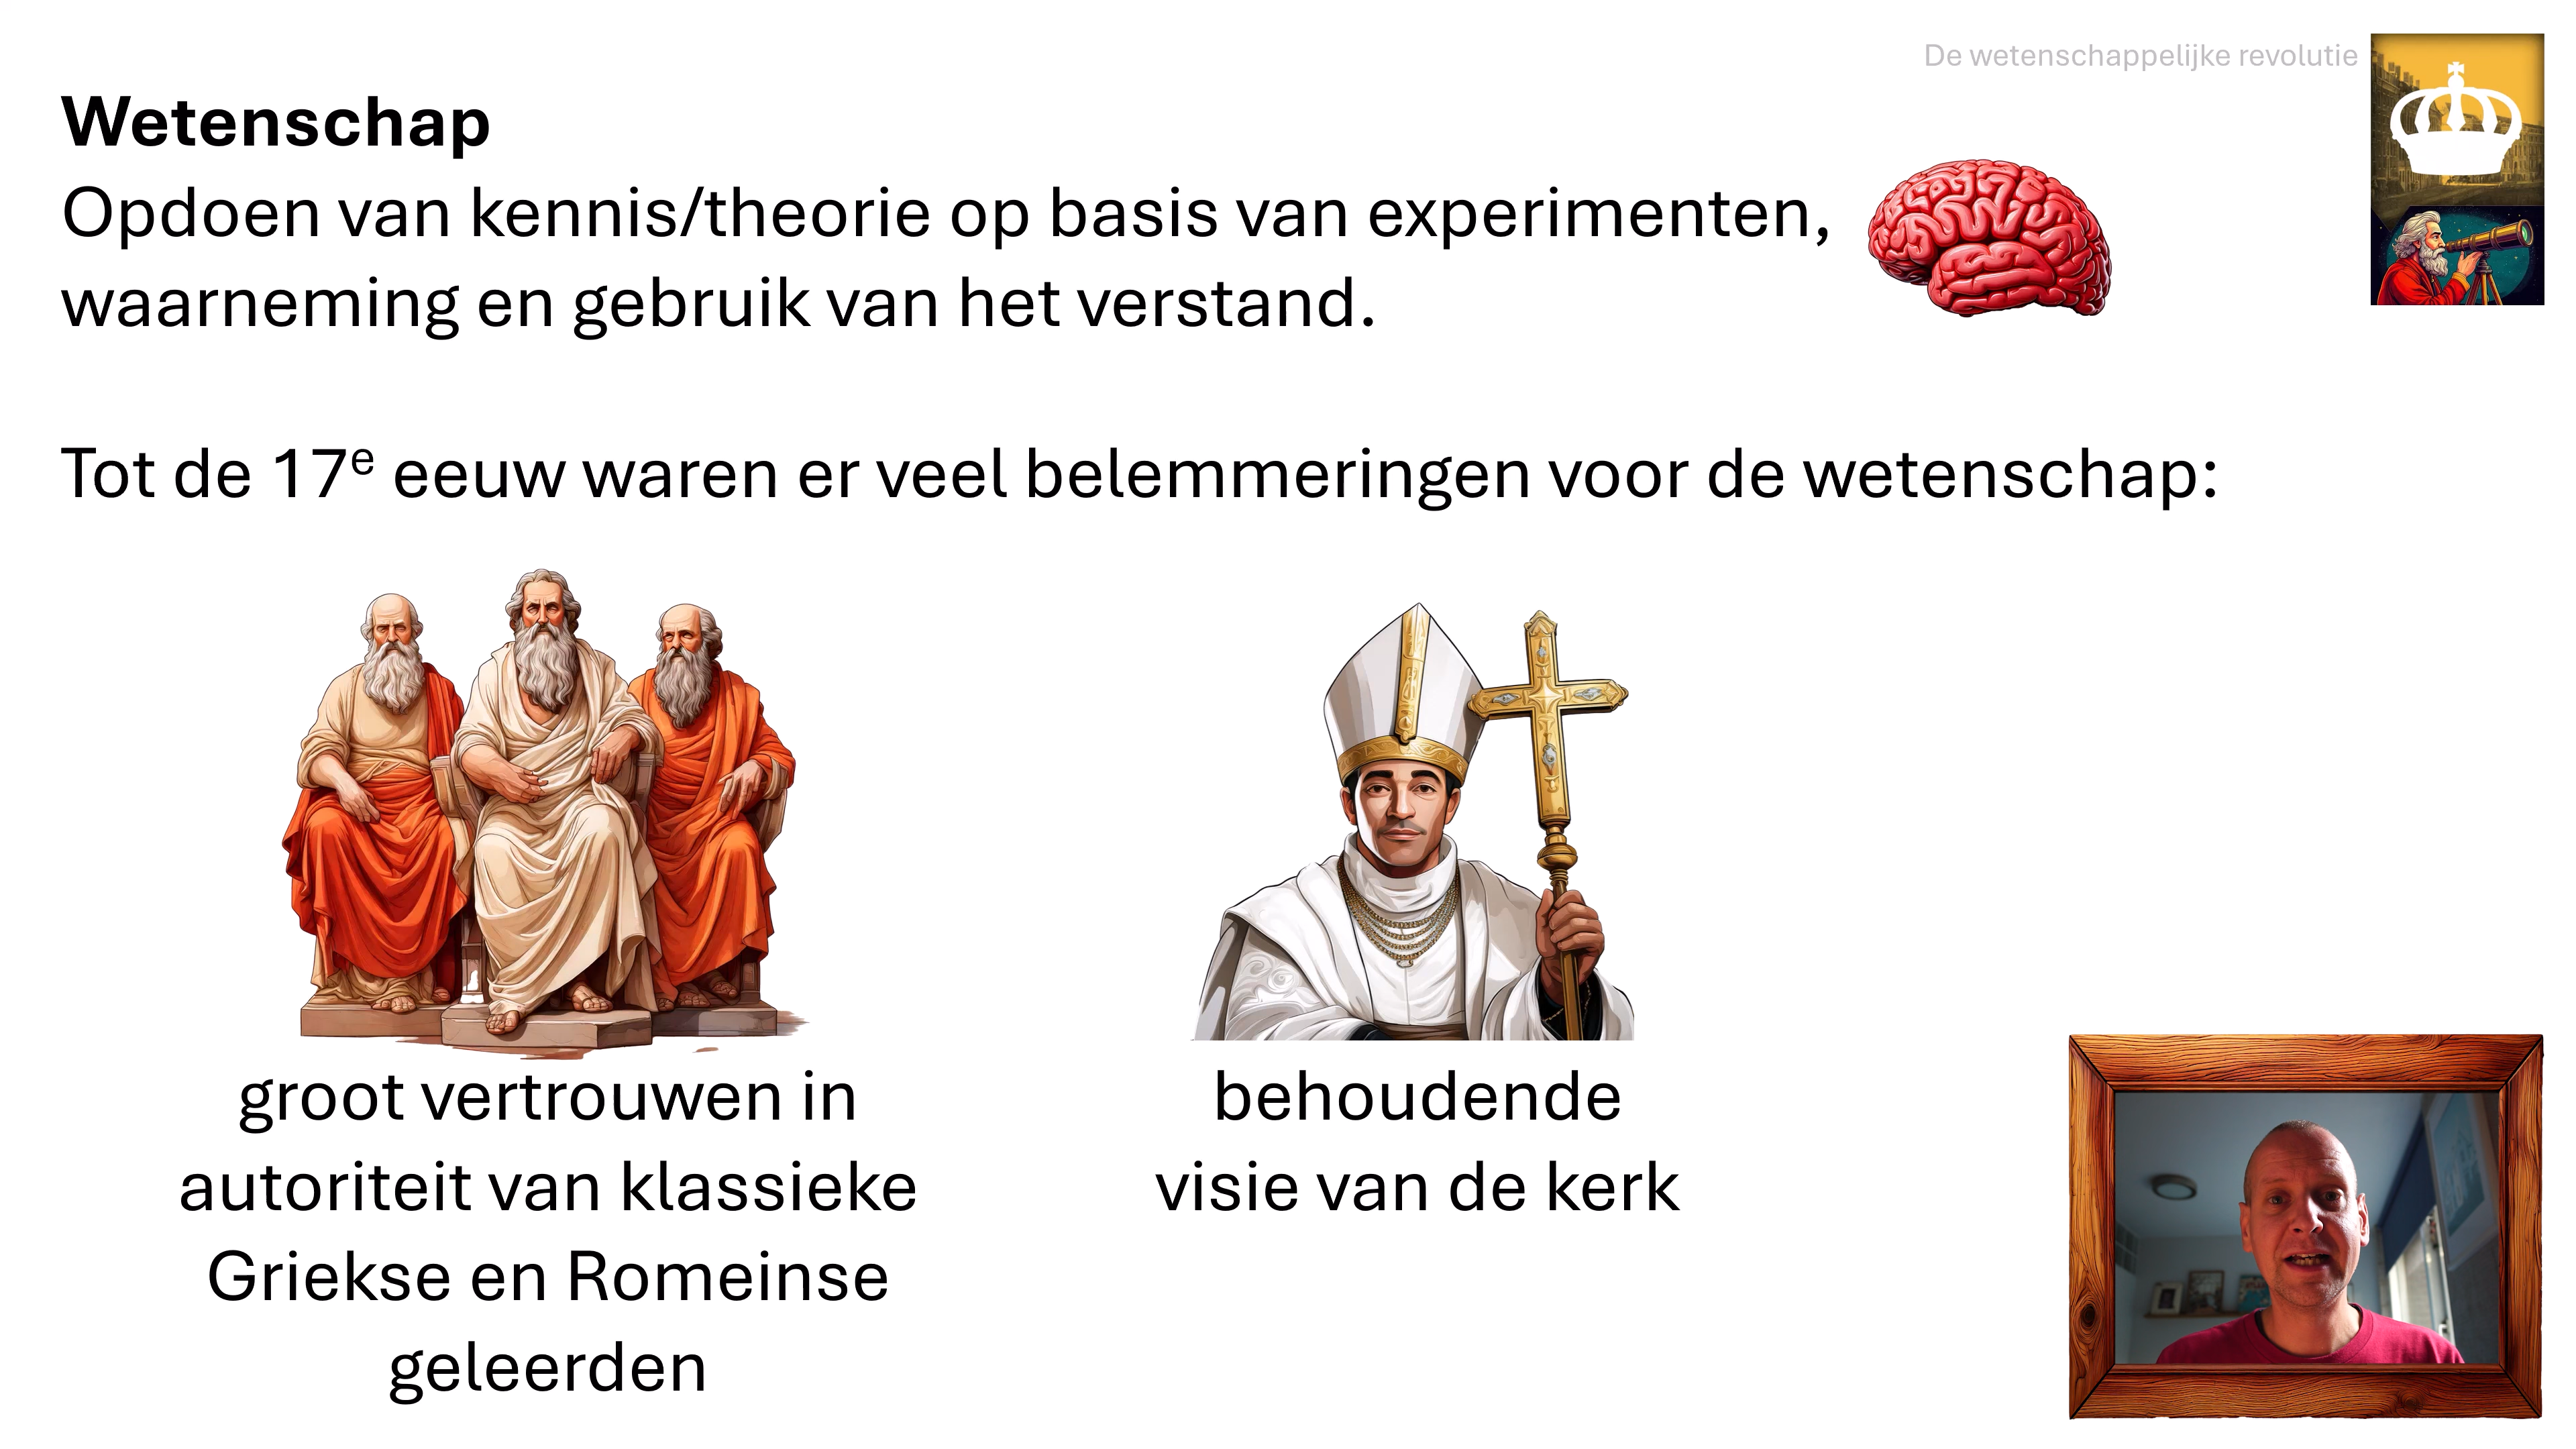 De wetenschappelijke revolutie
Wetenschap
Opdoen van kennis/theorie op basis van experimenten,
waarneming en gebruik van het verstand.
Tot de 17e eeuw waren er veel belemmeringen voor de wetenschap:
groot vertrouwen in
autoriteit van klassieke
Griekse en Romeinse
geleerden
behoudende
visie van de kerk